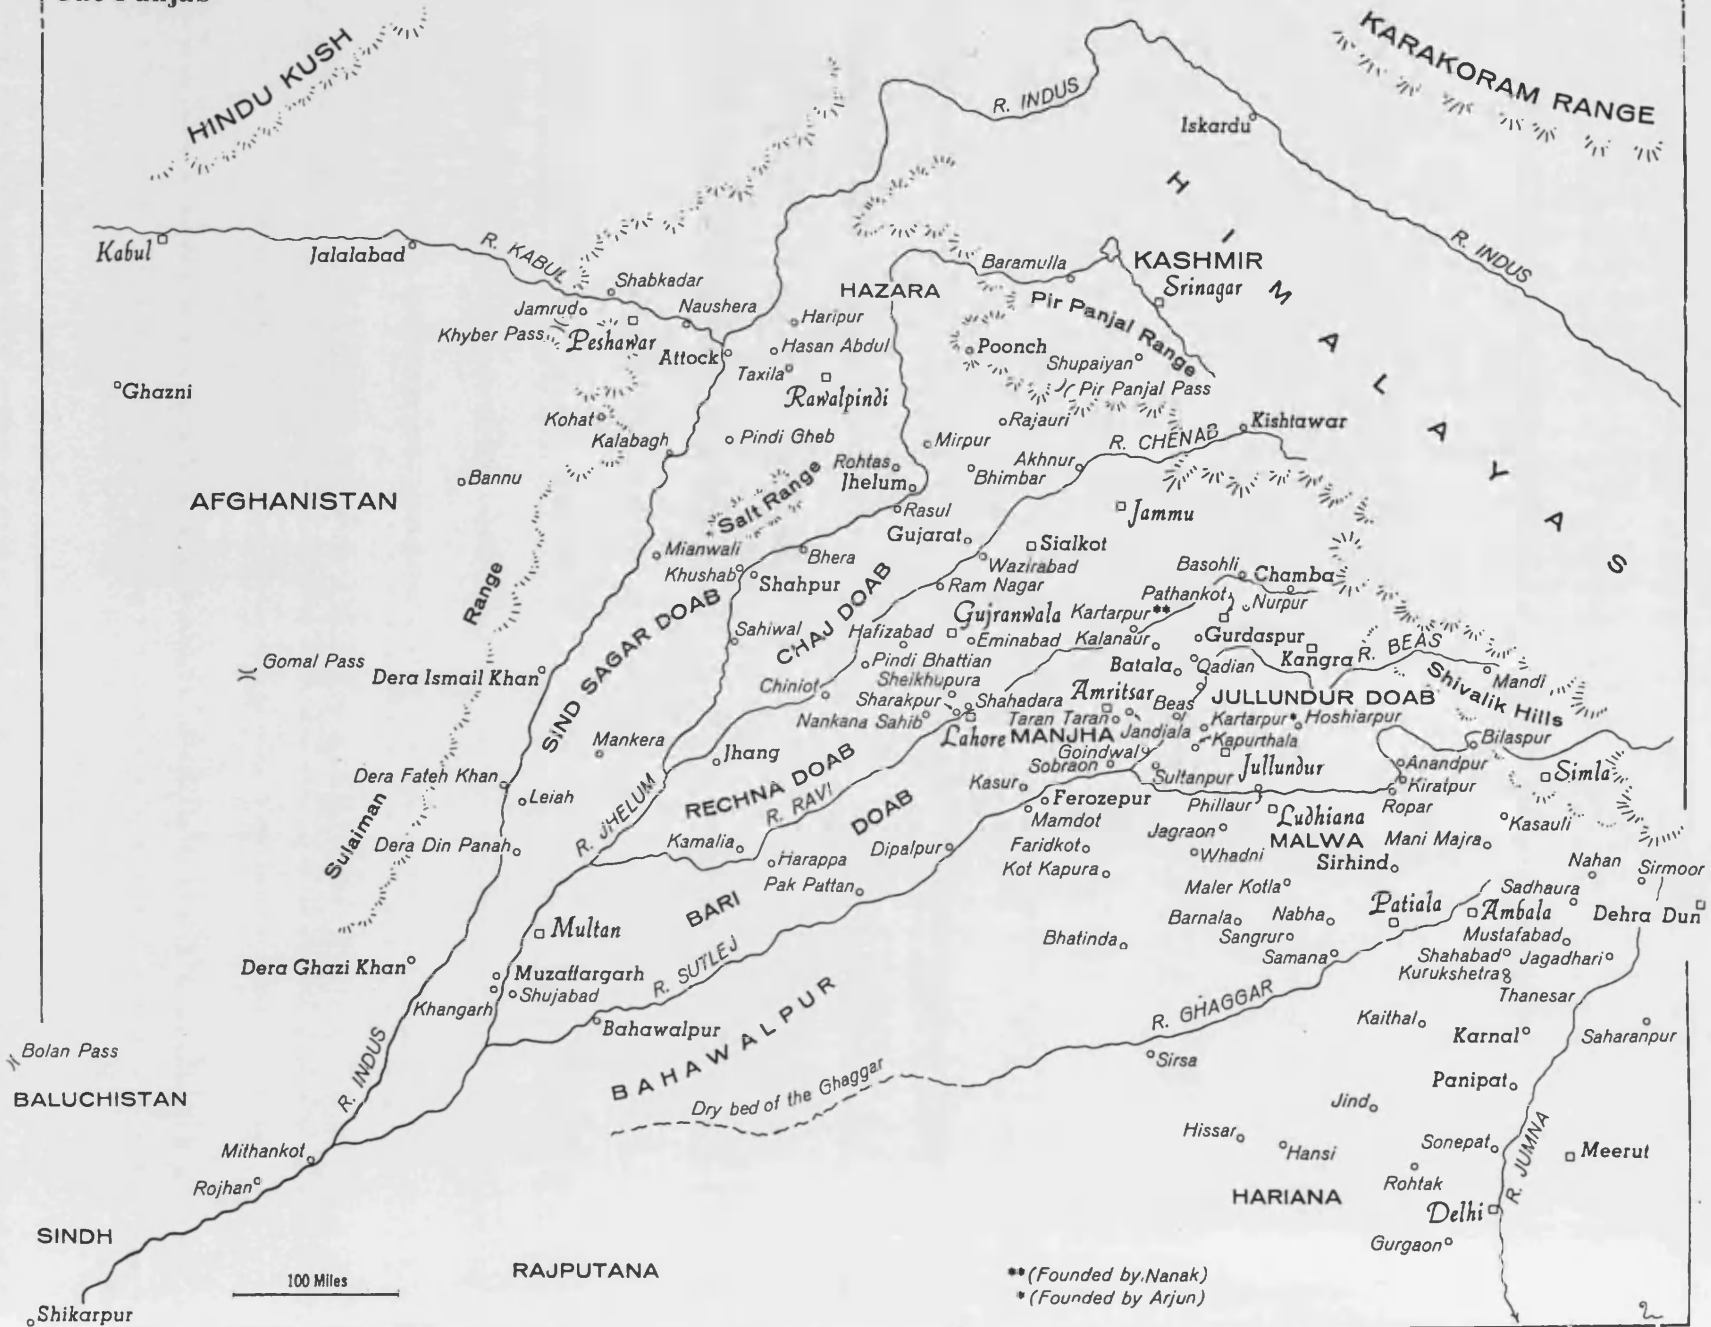 The Panjab
HINDU KUSH
KARAKORAM RANGE
R. INDUS
Iskardu
HIMALAYAS
R. INDUS
Kabul
Jalalabad
R. KABUL
Shabkadar
Jamrud
Naushera
Khyber Pass
Peshawar
Attock
HAZARA
Haripur
Hasan Abdul
Taxila
Rawalpindi
Baramulla
KASHMIR
Srinagar
Pir Panjal Range
Poonch
Shupaiyan
Pir Panjal Pass
Ghazni
Kohat
Kalabagh
Pindi Gheb
Rajauri
Mirpur
R. CHENAB
Kishtawar
Bannu
Rohtas
Jhelum
Bhimbar
Akhnur
AFGHANISTAN
Salt Range
Rasul
Jammu
Gujarat
Sialkot
Mianwali
Bhera
Wazirabad
Khushab
Shahpur
Ram Nagar
Basohli
Chamba
Pathankot
Nurpur
Range
SIND SAGAR DOAB
CHAJ DOAB
Gujranwala
Kartarpur**
Hafizabad
Eminabad
Kalanaur
Gurdaspur
Sahiwal
Kangra
R. BEAS
Gomal Pass
Dera Ismail Khan
Pindi Bhattian
Batala
Qadian
Mandi
Chiniot
Sheikhupura
Sharakpur
Shahadara
Amritsar
Beas
JULLUNDUR DOAB
Shivalik Hills
Nankana Sahib
Taran Taran
Kartarpur*
Hoshiarpur
Lahore
MANJHA
Jandiala
Kapurthala
Bilaspur
Mankera
Jhang
Goindwal
Sobraon
Sultanpur
Jullundur
Anandpur
Simla
Dera Fateh Khan
Leiah
RECHNA DOAB
Kasur
Kiratpur
R. JHELUM
R. RAVI
Ferozepur
Phillaur
Ludhiana
Ropar
DOAB
Mamdot
Jagraon
MALWA
Mani Majra
Kasauli
Sulaiman
Dera Din Panah
Kamalia
Harappa
Dipalpur
Faridkot
Whadni
Sirhind
Nahan
Sirmoor
Pak Pattan
Kot Kapura
Maler Kotla
Sadhaura
BARI
Multan
Barnala
Nabha
Patiala
Ambala
Dehra Dun
Bhatinda
Sangrur
Mustafabad
Dera Ghazi Khan
Muzaffargarh
R. SUTLEJ
Samana
Shahabad
Jagadhari
Kurukshetra
Khangarh
Shujabad
Thanesar
Bahawalpur
BAHAWALPUR
R. GHAGGAR
Kaithal
Karnal
Saharanpur
Bolan Pass
R. INDUS
Sirsa
BALUCHISTAN
Dry bed of the Ghaggar
Panipat
Jind
Mithankot
Hissar
Hansi
Sonepat
R. JUMNA
Meerut
Rojhan
Rohtak
HARIANA
SINDH
Delhi
Gurgaon
RAJPUTANA
100 Miles
** (Founded by Nanak)
* (Founded by Arjun)
Shikarpur